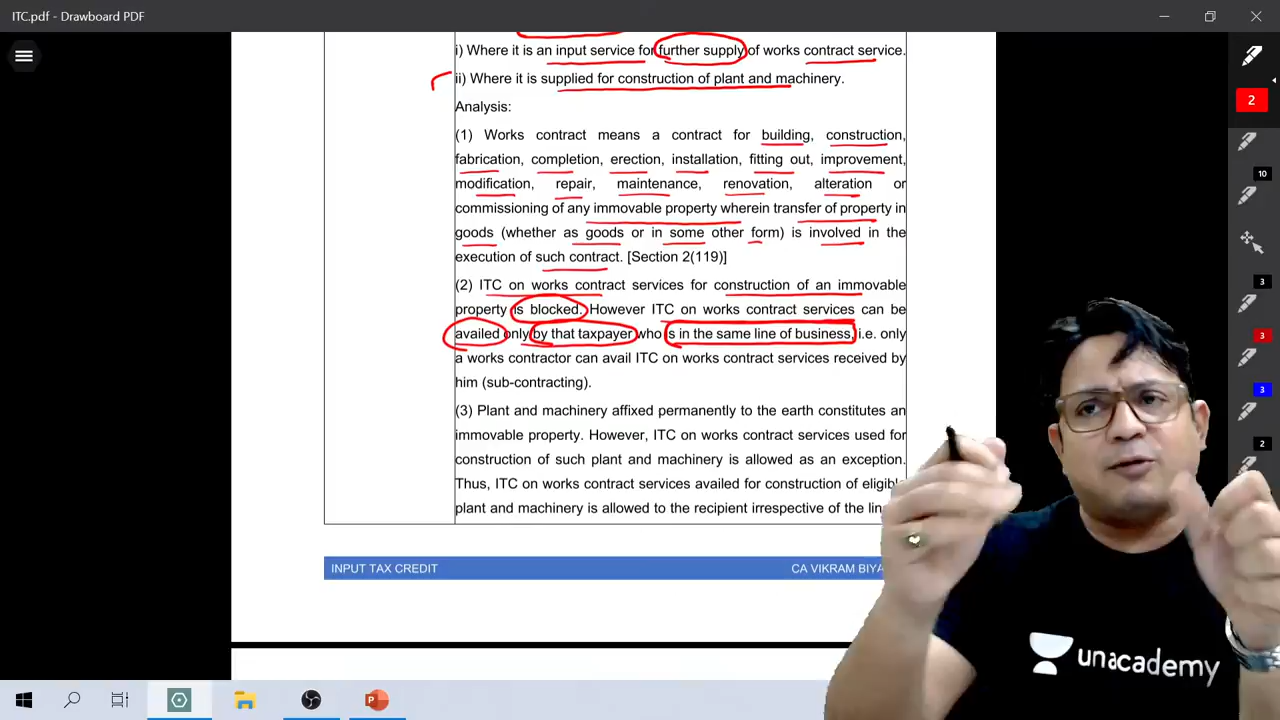 ITC.pdf - Drawboard PDF
i) Where it is an input service for further supply of works contract service.
ii) Where it is supplied for construction of plant and machinery.
Analysis:
(1) Works contract means a contract for building, construction,
fabrication, completion, erection, installation, fitting out, improvement,
modification, repair, maintenance, renovation, alteration or
commissioning of any immovable property wherein transfer of property in
goods (whether as goods or in some other form) is involved in the
execution of such contract. [Section 2(119)]
(2) ITC on works contract services for construction of an immovable
property is blocked. However ITC on works contract services can be
availed only by that taxpayer who is in the same line of business, i.e. only
a works contractor can avail ITC on works contract services received by
him (sub-contracting).
(3) Plant and machinery affixed permanently to the earth constitutes an
immovable property. However, ITC on works contract services used for
construction of such plant and machinery is allowed as an exception.
Thus, ITC on works contract services availed for construction of eligible
plant and machinery is allowed to the recipient irrespective of the
INPUT TAX CREDIT
CA VIKRAM
2
10
3
3
3
2
unacademy